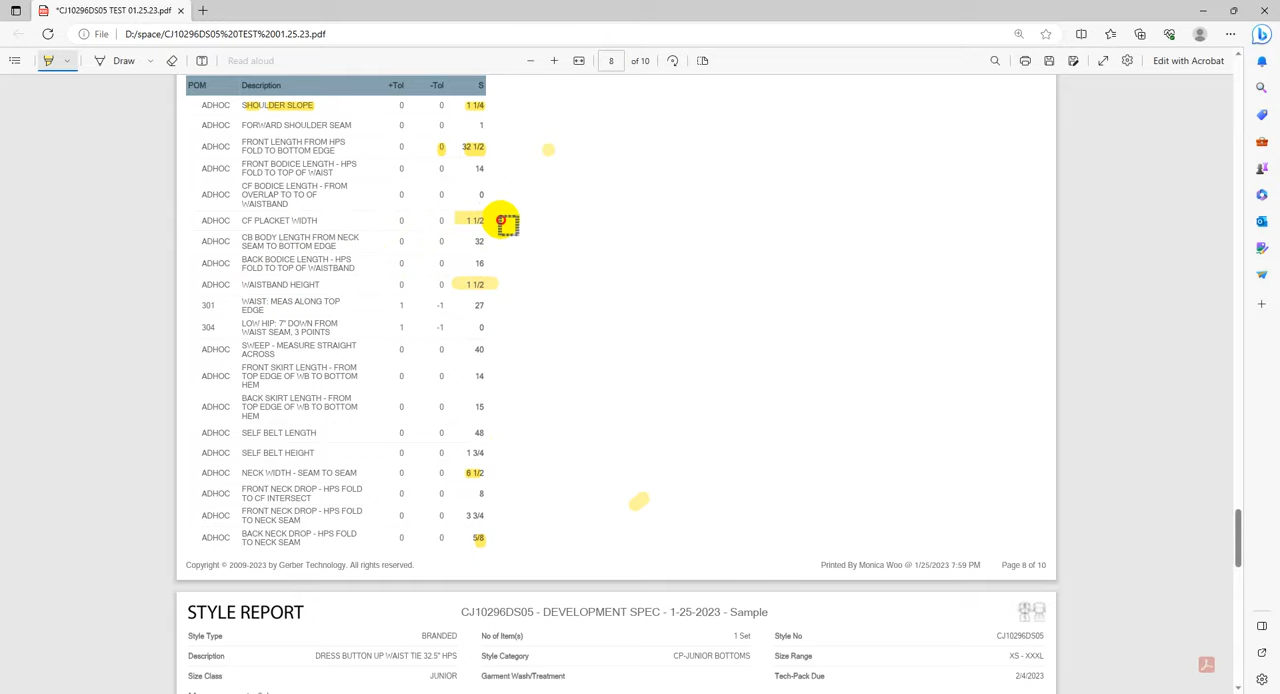 *CJ10296DS05 TEST 01.25.23.pdf
File D:/space/CJ10296DS05%20TEST%2001.25.23.pdf
Draw Read aloud 8 of 10 Edit with Acrobat
POM Description +Tol -Tol S
ADHOC SHOULDER SLOPE 0 0 1 1/4
ADHOC FORWARD SHOULDER SEAM 0 0 1
ADHOC FRONT LENGTH FROM HPS 0 0 32 1/2
FOLD TO BOTTOM EDGE
ADHOC FRONT BODICE LENGTH - HPS 0 0 14
FOLD TO TOP OF WAIST
CF BODICE LENGTH - FROM
ADHOC OVERLAP TO TO OF 0 0 0
WAISTBAND
ADHOC CF PLACKET WIDTH 0 0 1 1/2
ADHOC CB BODY LENGTH FROM NECK 0 0 32
SEAM TO BOTTOM EDGE
ADHOC BACK BODICE LENGTH - HPS 0 0 16
FOLD TO TOP OF WAISTBAND
ADHOC WAISTBAND HEIGHT 0 0 1 1/2
301 WAIST: MEAS ALONG TOP 1 -1 27
EDGE
304 LOW HIP: 7" DOWN FROM 1 -1 0
WAIST SEAM, 3 POINTS
ADHOC SWEEP - MEASURE STRAIGHT 0 0 40
ACROSS
FRONT SKIRT LENGTH - FROM
ADHOC TOP EDGE OF WB TO BOTTOM 0 0 14
HEM
BACK SKIRT LENGTH - FROM
ADHOC TOP EDGE OF WB TO BOTTOM 0 0 15
HEM
ADHOC SELF BELT LENGTH 0 0 48
ADHOC SELF BELT HEIGHT 0 0 1 3/4
ADHOC NECK WIDTH - SEAM TO SEAM 0 0 6 1/2
ADHOC FRONT NECK DROP - HPS FOLD 0 0 8
TO CF INTERSECT
ADHOC FRONT NECK DROP - HPS FOLD 0 0 3 3/4
TO NECK SEAM
ADHOC BACK NECK DROP - HPS FOLD 0 0 5/8
TO NECK SEAM
Copyright © 2009-2023 by Gerber Technology. All rights reserved. Printed By Monica Woo @ 1/25/2023 7:59 PM Page 8 of 10
STYLE REPORT CJ10296DS05 - DEVELOPMENT SPEC - 1-25-2023 - Sample
Style Type BRANDED No of Item(s) 1 Set Style No CJ10296DS05
Description DRESS BUTTON UP WAIST TIE 32.5" HPS Style Category CP-JUNIOR BOTTOMS Size Range XS - XXXL
Size Class JUNIOR Garment Wash/Treatment Tech-Pack Due 2/4/2023